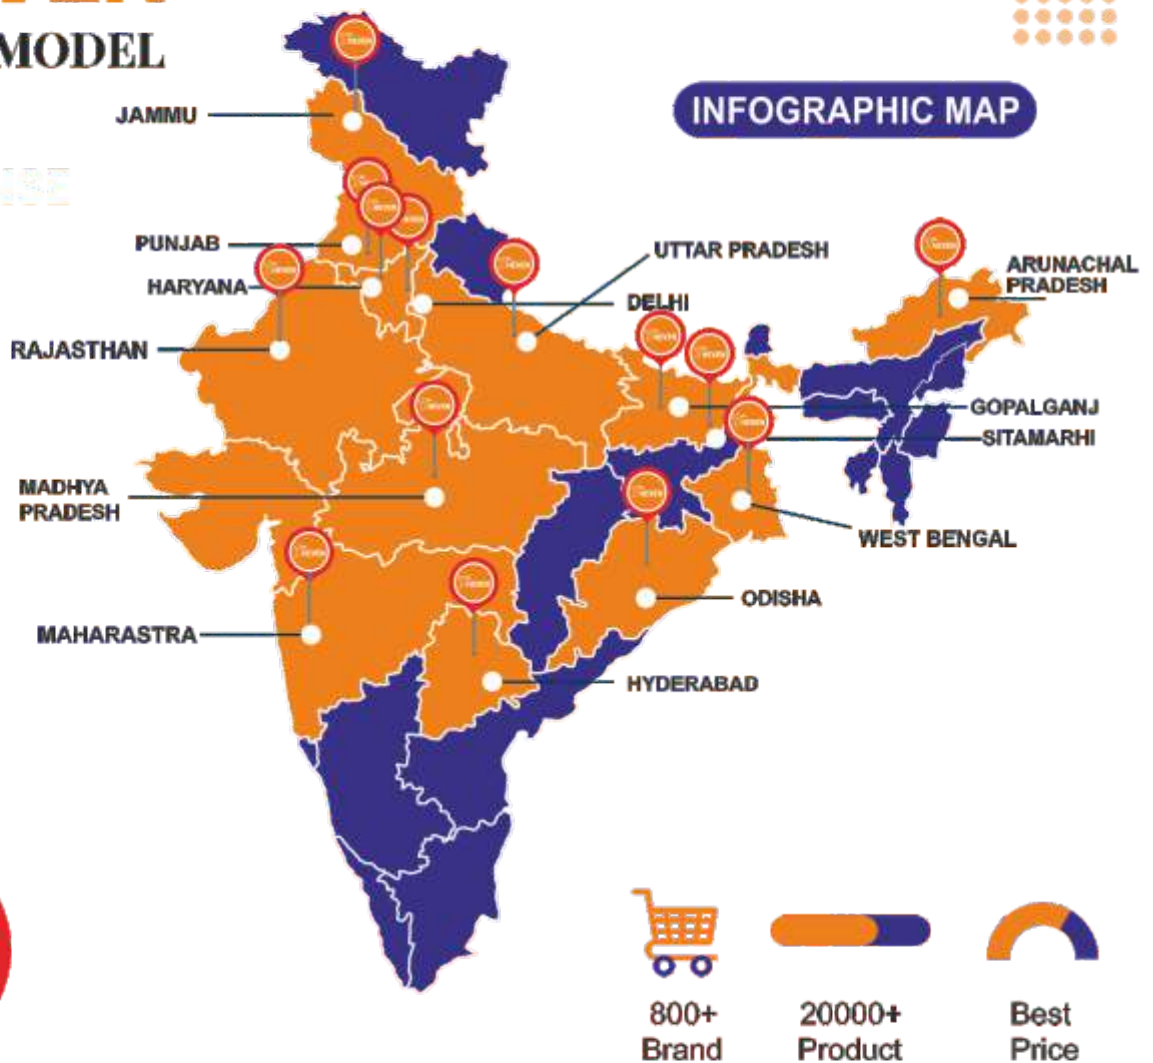 MODEL
INFOGRAPHIC MAP
JAMMU
PUNJAB
HARYANA
RAJASTHAN
MADHYA
PRADESH
MAHARASTRA
UTTAR PRADESH
DELHI
ARUNACHAL
PRADESH
GOPALGANJ
SITAMARHI
WEST BENGAL
ODISHA
HYDERABAD
800+
Brand
20000+
Product
Best
Price